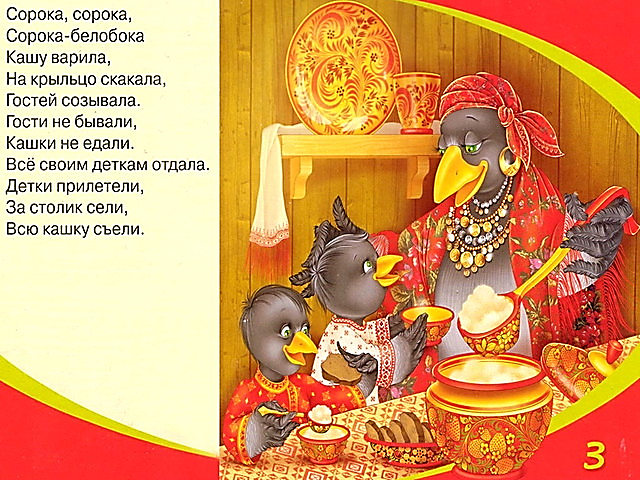 Сорока, сорока,
Сорока-белобока
Кашу варила,
На крыльцо скакала,
Гостей созывала.
Гости не бывали,
Кашки не едали.
Всё своим деткам отдала.
Детки прилетели,
За столик сели,
Всю кашку съели.
3